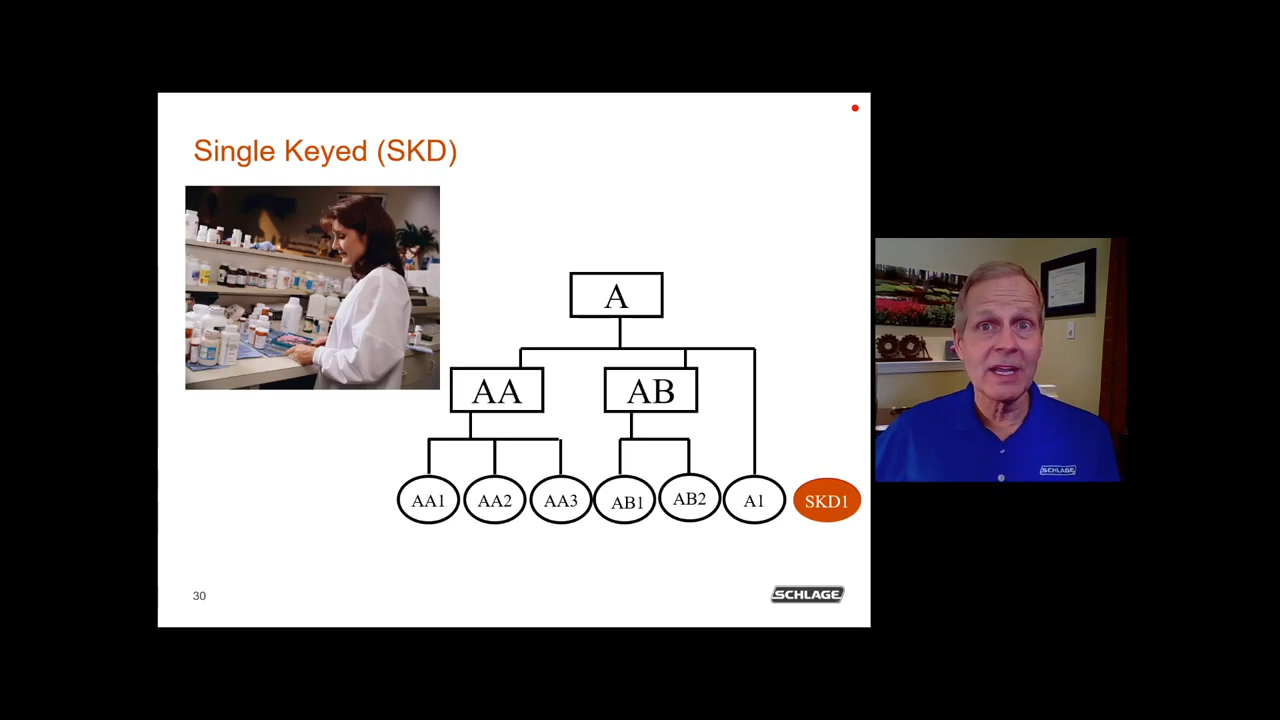 Single Keyed (SKD)
A
AA
AB
AA1
AA2
AA3
AB1
AB2
A1
SKD1
30
SCHLAGE
SCHLAGE